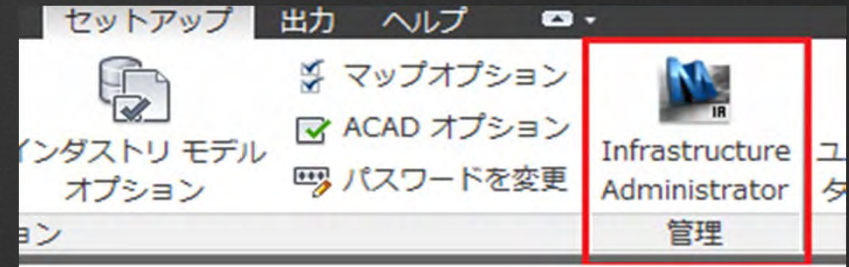 セットアップ 出力 ヘルプ
インダストリ モデル
オプション
マップオプション
ACAD オプション
パスワードを変更
IR
Infrastructure
Administrator
管理
ョン
ユ
タ